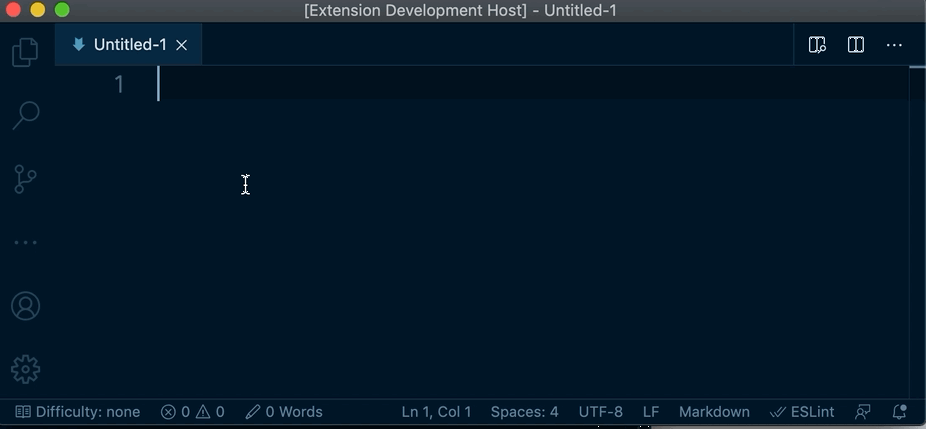 [Extension Development Host] - Untitled-1
Untitled-1
1
Difficulty: none 0 0 0 Words Ln 1, Col 1 Spaces: 4 UTF-8 LF Markdown ESLint